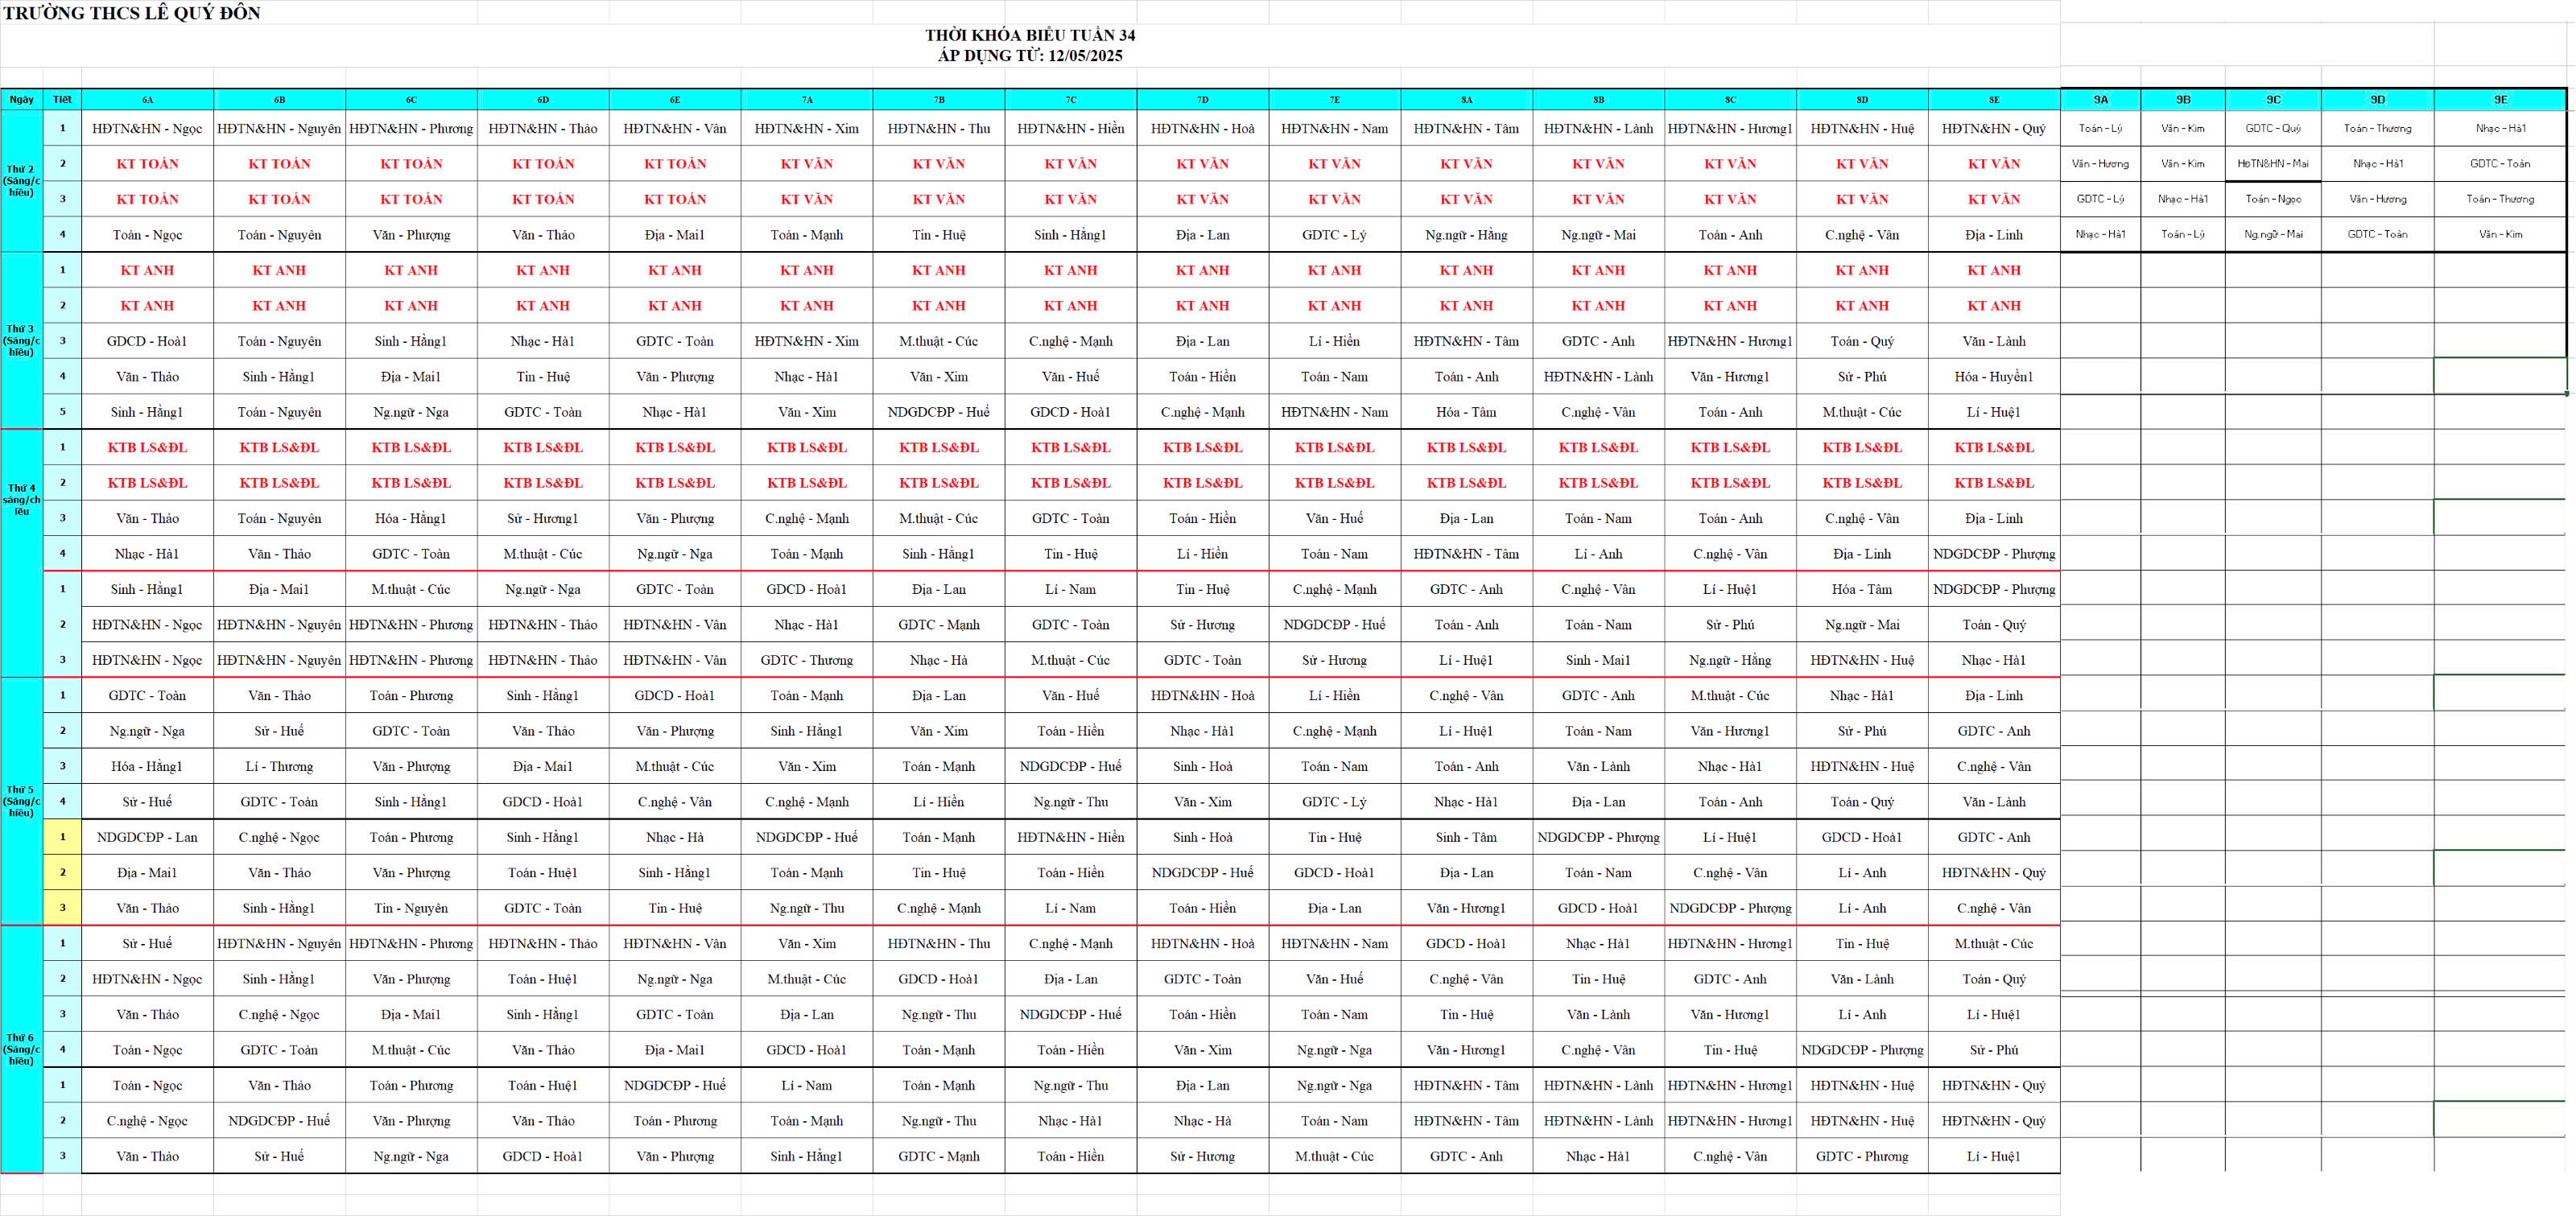 TRƯỜNG THCS LÊ QUÝ ĐÔN
THỜI KHÓA BIỂU TUẦN 34
ÁP DỤNG TỪ: 12/05/2025
Ngày Tiết 6A 6B 6C 6D 6E 7A 7B 7C 7D 7E 8A 8B 8C 8D 8E 9A 9B 9C 9D 9E
Thứ 2 (Sáng/chiều)
1 HĐTN&HN - Ngọc HĐTN&HN - Nguyên HĐTN&HN - Phương HĐTN&HN - Thảo HĐTN&HN - Vân HĐTN&HN - Xim HĐTN&HN - Thu HĐTN&HN - Hiền HĐTN&HN - Hoà HĐTN&HN - Nam HĐTN&HN - Tâm HĐTN&HN - Lành HĐTN&HN - Hương1 HĐTN&HN - Huệ HĐTN&HN - Quý Toán - Lý Văn - Kim GDTC - Quý Toán - Thương Nhạc - Hà1
2 KT TOÁN KT TOÁN KT TOÁN KT TOÁN KT TOÁN KT VĂN KT VĂN KT VĂN KT VĂN KT VĂN KT VĂN KT VĂN KT VĂN KT VĂN KT VĂN Văn - Hương Văn - Kim HĐTN&HN - Mai Nhạc - Hà1 GDTC - Toàn
3 KT TOÁN KT TOÁN KT TOÁN KT TOÁN KT TOÁN KT VĂN KT VĂN KT VĂN KT VĂN KT VĂN KT VĂN KT VĂN KT VĂN KT VĂN KT VĂN GDTC - Lý Nhạc - Hà1 Toán - Ngọc Văn - Hương Toán - Thương
4 Toán - Ngọc Toán - Nguyên Văn - Phượng Văn - Thảo Địa - Mai1 Toán - Mạnh Tin - Huệ Sinh - Hằng1 Địa - Lan GDTC - Lý Ng.ngữ - Hằng Ng.ngữ - Mai Toán - Anh C.nghệ - Vân Địa - Linh Nhạc - Hà1 Toán - Lý Ng.ngữ - Mai GDTC - Toàn Văn - Kim
Thứ 3 (Sáng/chiều)
1 KT ANH KT ANH KT ANH KT ANH KT ANH KT ANH KT ANH KT ANH KT ANH KT ANH KT ANH KT ANH KT ANH KT ANH KT ANH
2 KT ANH KT ANH KT ANH KT ANH KT ANH KT ANH KT ANH KT ANH KT ANH KT ANH KT ANH KT ANH KT ANH KT ANH KT ANH
3 GDCD - Hoà1 Toán - Nguyên Sinh - Hằng1 Nhạc - Hà1 GDTC - Toàn HĐTN&HN - Xim M.thuật - Cúc C.nghệ - Mạnh Địa - Lan Lí - Hiền HĐTN&HN - Tâm GDTC - Anh HĐTN&HN - Hương1 Toán - Quý Văn - Lành
4 Văn - Thảo Sinh - Hằng1 Địa - Mai1 Tin - Huệ Văn - Phượng Nhạc - Hà1 Văn - Xim Văn - Huế Toán - Hiền Toán - Nam Toán - Anh HĐTN&HN - Lành Văn - Hương1 Sử - Phú Hóa - Huyền1
5 Sinh - Hằng1 Toán - Nguyên Ng.ngữ - Nga GDTC - Toàn Nhạc - Hà1 Văn - Xim NDGDCĐP - Huế GDCD - Hoà1 C.nghệ - Mạnh HĐTN&HN - Nam Hóa - Tâm C.nghệ - Vân Toán - Anh M.thuật - Cúc Lí - Huệ1
Thứ 4 sáng/chiều
1 KTB LS&ĐL KTB LS&ĐL KTB LS&ĐL KTB LS&ĐL KTB LS&ĐL KTB LS&ĐL KTB LS&ĐL KTB LS&ĐL KTB LS&ĐL KTB LS&ĐL KTB LS&ĐL KTB LS&ĐL KTB LS&ĐL KTB LS&ĐL KTB LS&ĐL
2 KTB LS&ĐL KTB LS&ĐL KTB LS&ĐL KTB LS&ĐL KTB LS&ĐL KTB LS&ĐL KTB LS&ĐL KTB LS&ĐL KTB LS&ĐL KTB LS&ĐL KTB LS&ĐL KTB LS&ĐL KTB LS&ĐL KTB LS&ĐL KTB LS&ĐL
3 Văn - Thảo Toán - Nguyên Hóa - Hằng1 Sử - Hương1 Văn - Phượng C.nghệ - Mạnh M.thuật - Cúc GDTC - Toàn Toán - Hiền Văn - Huế Địa - Lan Toán - Nam Toán - Anh C.nghệ - Vân Địa - Linh
4 Nhạc - Hà1 Văn - Thảo GDTC - Toàn M.thuật - Cúc Ng.ngữ - Nga Toán - Mạnh Sinh - Hằng1 Tin - Huệ Lí - Hiền Toán - Nam HĐTN&HN - Tâm Lí - Anh C.nghệ - Vân Địa - Linh NDGDCĐP - Phượng
1 Sinh - Hằng1 Địa - Mai1 M.thuật - Cúc Ng.ngữ - Nga GDTC - Toàn GDCD - Hoà1 Địa - Lan Lí - Nam Tin - Huệ C.nghệ - Mạnh GDTC - Anh C.nghệ - Vân Lí - Huệ1 Hóa - Tâm NDGDCĐP - Phượng
2 HĐTN&HN - Ngọc HĐTN&HN - Nguyên HĐTN&HN - Phương HĐTN&HN - Thảo HĐTN&HN - Vân Nhạc - Hà1 GDTC - Mạnh GDTC - Toàn Sử - Hương NDGDCĐP - Huế Toán - Anh Toán - Nam Sử - Phú Ng.ngữ - Mai Toán - Quý
3 HĐTN&HN - Ngọc HĐTN&HN - Nguyên HĐTN&HN - Phương HĐTN&HN - Thảo HĐTN&HN - Vân GDTC - Thương Nhạc - Hà M.thuật - Cúc GDTC - Toàn Sử - Hương Lí - Huệ1 Sinh - Mai1 Ng.ngữ - Hằng HĐTN&HN - Huệ Nhạc - Hà1
Thứ 5 (Sáng/chiều)
1 GDTC - Toàn Văn - Thảo Toán - Phương Sinh - Hằng1 GDCD - Hoà1 Toán - Mạnh Địa - Lan Văn - Huế HĐTN&HN - Hoà Lí - Hiền C.nghệ - Vân GDTC - Anh M.thuật - Cúc Nhạc - Hà1 Địa - Linh
2 Ng.ngữ - Nga Sử - Huế GDTC - Toàn Văn - Thảo Văn - Phượng Sinh - Hằng1 Văn - Xim Toán - Hiền Nhạc - Hà1 C.nghệ - Mạnh Lí - Huệ1 Toán - Nam Văn - Hương1 Sử - Phú GDTC - Anh
3 Hóa - Hằng1 Lí - Thương Văn - Phượng Địa - Mai1 M.thuật - Cúc Văn - Xim Toán - Mạnh NDGDCĐP - Huế Sinh - Hoà Toán - Nam Toán - Anh Văn - Lành Nhạc - Hà1 HĐTN&HN - Huệ C.nghệ - Vân
4 Sử - Huế GDTC - Toàn Sinh - Hằng1 GDCD - Hoà1 C.nghệ - Vân C.nghệ - Mạnh Lí - Hiền Ng.ngữ - Thu Văn - Xim GDTC - Lý Nhạc - Hà1 Địa - Lan Toán - Anh Toán - Quý Văn - Lành
1 NDGDCĐP - Lan C.nghệ - Ngọc Toán - Phương Sinh - Hằng1 Nhạc - Hà NDGDCĐP - Huế Toán - Mạnh HĐTN&HN - Hiền Sinh - Hoà Tin - Huệ Sinh - Tâm NDGDCĐP - Phượng Lí - Huệ1 GDCD - Hoà1 GDTC - Anh
2 Địa - Mai1 Văn - Thảo Văn - Phượng Toán - Huệ1 Sinh - Hằng1 Toán - Mạnh Tin - Huệ Toán - Hiền NDGDCĐP - Huế GDCD - Hoà1 Địa - Lan Toán - Nam C.nghệ - Vân Lí - Anh HĐTN&HN - Quý
3 Văn - Thảo Sinh - Hằng1 Tin - Nguyên GDTC - Toàn Tin - Huệ Ng.ngữ - Thu C.nghệ - Mạnh Lí - Nam Toán - Hiền Địa - Lan Văn - Hương1 GDCD - Hoà1 NDGDCĐP - Phượng Lí - Anh C.nghệ - Vân
Thứ 6 (Sáng/chiều)
1 Sử - Huế HĐTN&HN - Nguyên HĐTN&HN - Phương HĐTN&HN - Thảo HĐTN&HN - Vân Văn - Xim HĐTN&HN - Thu C.nghệ - Mạnh HĐTN&HN - Hoà HĐTN&HN - Nam GDCD - Hoà1 Nhạc - Hà1 HĐTN&HN - Hương1 Tin - Huệ M.thuật - Cúc
2 HĐTN&HN - Ngọc Sinh - Hằng1 Văn - Phượng Toán - Huệ1 Ng.ngữ - Nga M.thuật - Cúc GDCD - Hoà1 Địa - Lan GDTC - Toàn Văn - Huế C.nghệ - Vân Tin - Huệ GDTC - Anh Văn - Lành Toán - Quý
3 Văn - Thảo C.nghệ - Ngọc Địa - Mai1 Sinh - Hằng1 GDTC - Toàn Địa - Lan Ng.ngữ - Thu NDGDCĐP - Huế Toán - Hiền Toán - Nam Tin - Huệ Văn - Lành Văn - Hương1 Lí - Anh Lí - Huệ1
4 Toán - Ngọc GDTC - Toàn M.thuật - Cúc Văn - Thảo Địa - Mai1 GDCD - Hoà1 Toán - Mạnh Toán - Hiền Văn - Xim Ng.ngữ - Nga Văn - Hương1 C.nghệ - Vân Tin - Huệ NDGDCĐP - Phượng Sử - Phú
1 Toán - Ngọc Văn - Thảo Toán - Phương Toán - Huệ1 NDGDCĐP - Huế Lí - Nam Toán - Mạnh Ng.ngữ - Thu Địa - Lan Ng.ngữ - Nga HĐTN&HN - Tâm HĐTN&HN - Lành HĐTN&HN - Hương1 HĐTN&HN - Huệ HĐTN&HN - Quý
2 C.nghệ - Ngọc NDGDCĐP - Huế Văn - Phượng Văn - Thảo Toán - Phương Toán - Mạnh Ng.ngữ - Thu Nhạc - Hà1 Nhạc - Hà Toán - Nam HĐTN&HN - Tâm HĐTN&HN - Lành HĐTN&HN - Hương1 HĐTN&HN - Huệ HĐTN&HN - Quý
3 Văn - Thảo Sử - Huế Ng.ngữ - Nga GDCD - Hoà1 Văn - Phượng Sinh - Hằng1 GDTC - Mạnh Toán - Hiền Sử - Hương M.thuật - Cúc GDTC - Anh Nhạc - Hà1 C.nghệ - Vân GDTC - Phương Lí - Huệ1